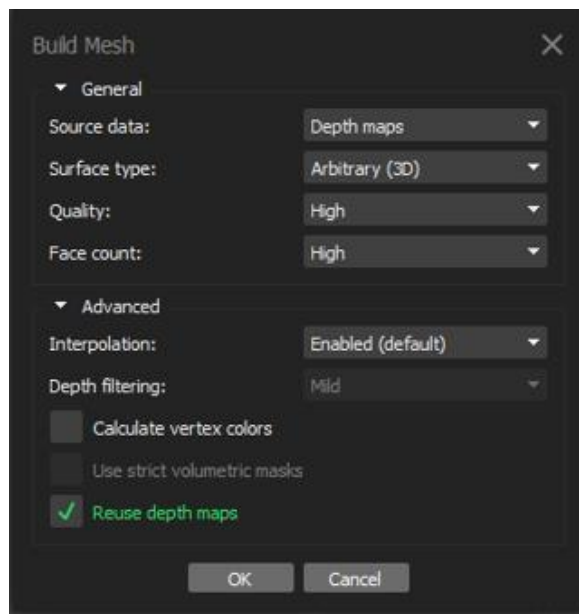 Build Mesh
General
Source data: Depth maps
Surface type: Arbitrary (3D)
Quality: High
Face count: High
Advanced
Interpolation: Enabled (default)
Depth filtering: Mild
Calculate vertex colors
Use strict volumetric masks
Reuse depth maps
OK Cancel